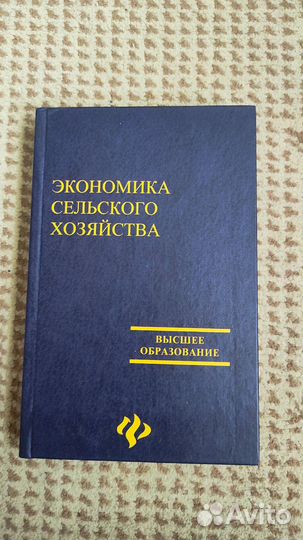 ЭКОНОМИКА
СЕЛЬСКОГО
ХОЗЯЙСТВА
ВЫСШЕЕ
ОБРАЗОВАНИЕ
Avito